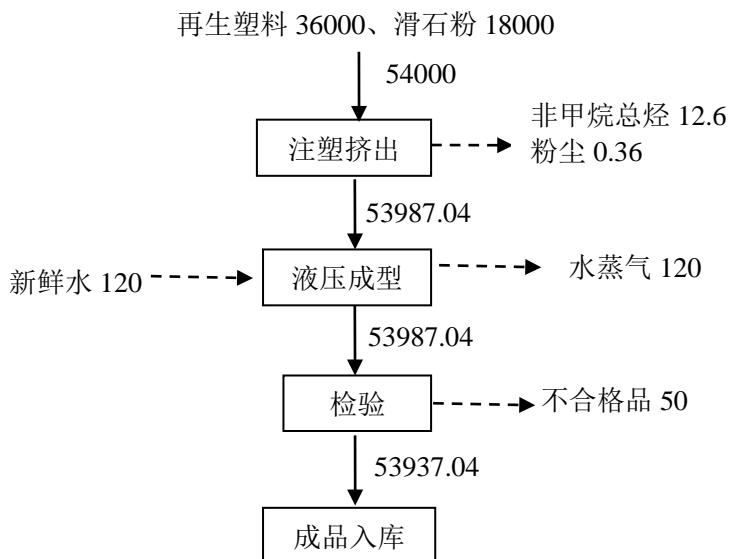 再生塑料 36000、滑石粉 18000
54000
非甲烷总烃 12.6
粉尘 0.36
注塑挤出
53987.04
新鲜水 120
液压成型
水蒸气 120
53987.04
检验
不合格品 50
53937.04
成品入库